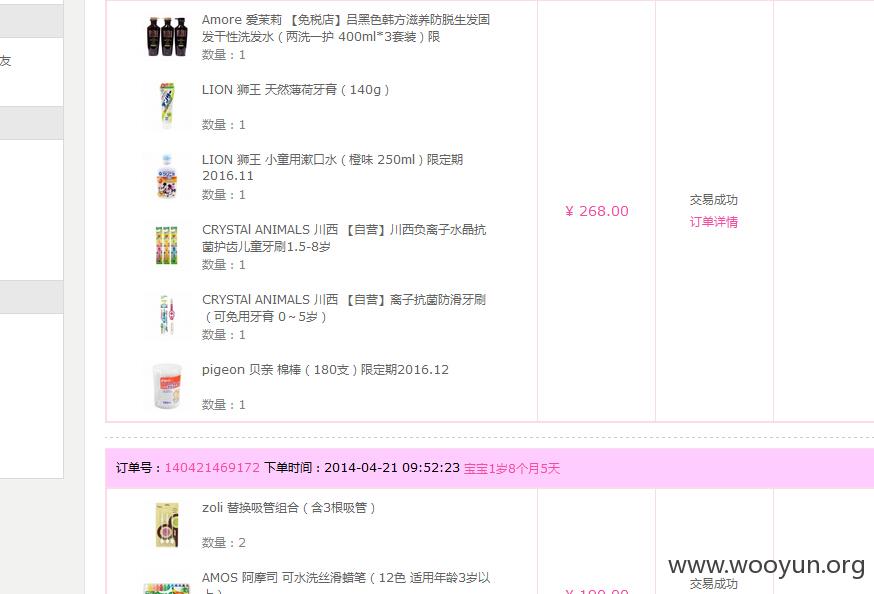 友
Amore 爱茉莉 【免税店】吕黑色韩方滋养防脱生发固
发干性洗发水（两洗一护 400ml*3套装）限
数量：1
LION 狮王 天然薄荷牙膏（140g）
数量：1
LION 狮王 小童用漱口水（橙味 250ml）限定期
2016.11
数量：1
CRYSTAl ANIMALS 川西 【自营】川西负离子水晶抗
菌护齿儿童牙刷1.5-8岁
数量：1
CRYSTAl ANIMALS 川西 【自营】离子抗菌防滑牙刷
（可免用牙膏 0～5岁）
数量：1
pigeon 贝亲 棉棒（180支）限定期2016.12
数量：1
¥ 268.00
交易成功
订单详情
订单号：140421469172 下单时间：2014-04-21 09:52:23 宝宝1岁8个月5天
zoli 替换吸管组合（含3根吸管）
数量：2
AMOS 阿摩司 可水洗丝滑蜡笔（12色 适用年龄3岁以
上）
交易成功
www.wooyun.org